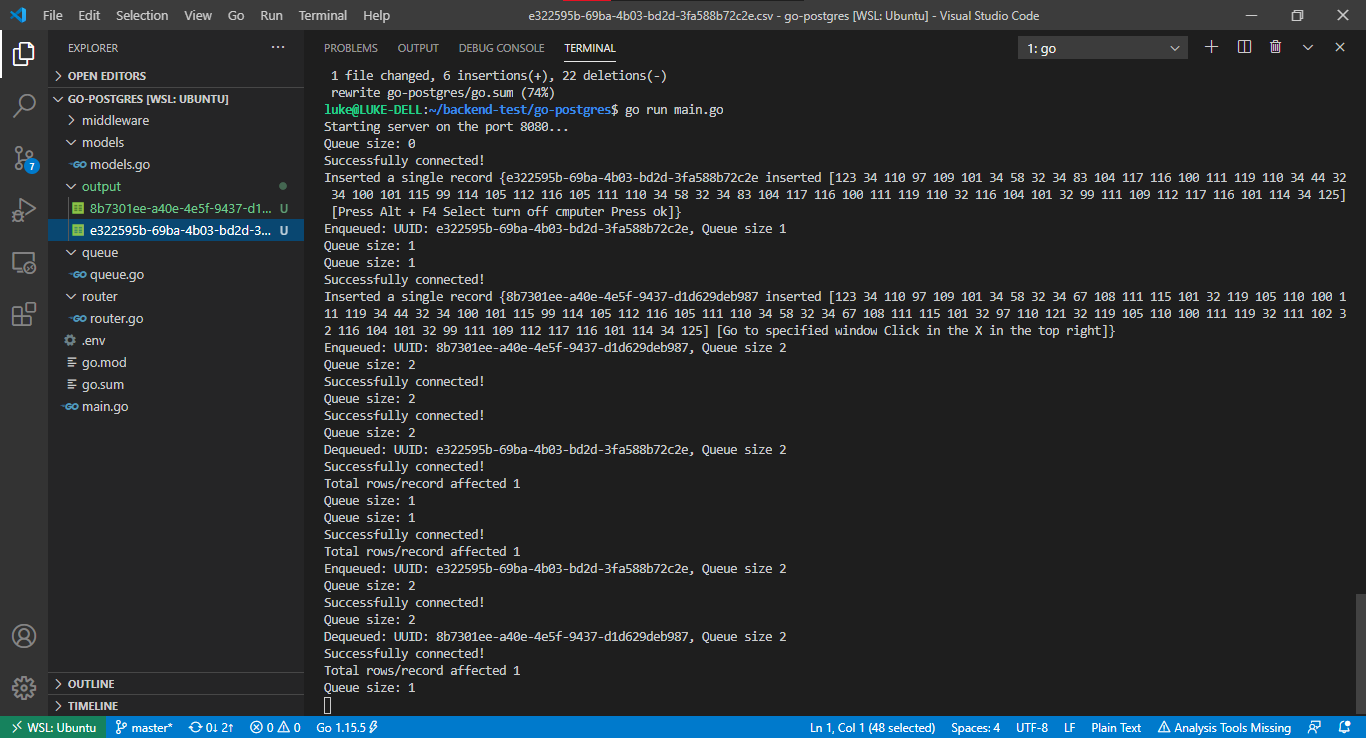 File Edit Selection View Go Run Terminal Help
e322595b-69ba-4b03-bd2d-3fa588b72c2e.csv - go-postgres [WSL: Ubuntu] - Visual Studio Code
EXPLORER
OPEN EDITORS
GO-POSTGRES [WSL: UBUNTU]
middleware
models
models.go
output
8b7301ee-a40e-4e5f-9437-d1... U
e322595b-69ba-4b03-bd2d-3... U
queue
queue.go
router
router.go
.env
go.mod
go.sum
main.go
OUTLINE
TIMELINE
7
PROBLEMS OUTPUT DEBUG CONSOLE TERMINAL
1: go
1 file changed, 6 insertions(+), 22 deletions(-)
rewrite go-postgres/go.sum (74%)
luke@LUKE-DELL:~/backend-test/go-postgres$ go run main.go
Starting server on the port 8080...
Queue size: 0
Successfully connected!
Inserted a single record {e322595b-69ba-4b03-bd2d-3fa588b72c2e inserted [123 34 110 97 109 101 34 58 32 34 83 104 117 116 100 111 119 110 34 44 32
34 100 101 115 99 114 105 112 116 105 111 110 34 58 32 34 83 104 117 116 100 111 119 110 32 116 104 101 32 99 111 109 112 117 116 101 114 34 125]
[Press Alt + F4 Select turn off cmputer Press ok]}
Enqueued: UUID: e322595b-69ba-4b03-bd2d-3fa588b72c2e, Queue size 1
Queue size: 1
Queue size: 1
Successfully connected!
Inserted a single record {8b7301ee-a40e-4e5f-9437-d1d629deb987 inserted [123 34 110 97 109 101 34 58 32 34 67 108 111 115 101 32 119 105 110 100 1
11 119 34 44 32 34 100 101 115 99 114 105 112 116 105 111 110 34 58 32 34 67 108 111 115 101 32 97 110 121 32 119 105 110 100 111 119 32 111 102 3
2 116 104 101 32 99 111 109 112 117 116 101 114 34 125] [Go to specified window Click in the X in the top right]}
Enqueued: UUID: 8b7301ee-a40e-4e5f-9437-d1d629deb987, Queue size 2
Queue size: 2
Successfully connected!
Queue size: 2
Successfully connected!
Queue size: 2
Dequeued: UUID: e322595b-69ba-4b03-bd2d-3fa588b72c2e, Queue size 2
Successfully connected!
Total rows/record affected 1
Queue size: 1
Queue size: 1
Successfully connected!
Total rows/record affected 1
Enqueued: UUID: e322595b-69ba-4b03-bd2d-3fa588b72c2e, Queue size 2
Queue size: 2
Successfully connected!
Queue size: 2
Dequeued: UUID: 8b7301ee-a40e-4e5f-9437-d1d629deb987, Queue size 2
Successfully connected!
Total rows/record affected 1
Queue size: 1
WSL: Ubuntu master* 0↓ 2↑ 0 0 Go 1.15.5 Ln 1, Col 1 (48 selected) Spaces: 4 UTF-8 LF Plain Text Analysis Tools Missing